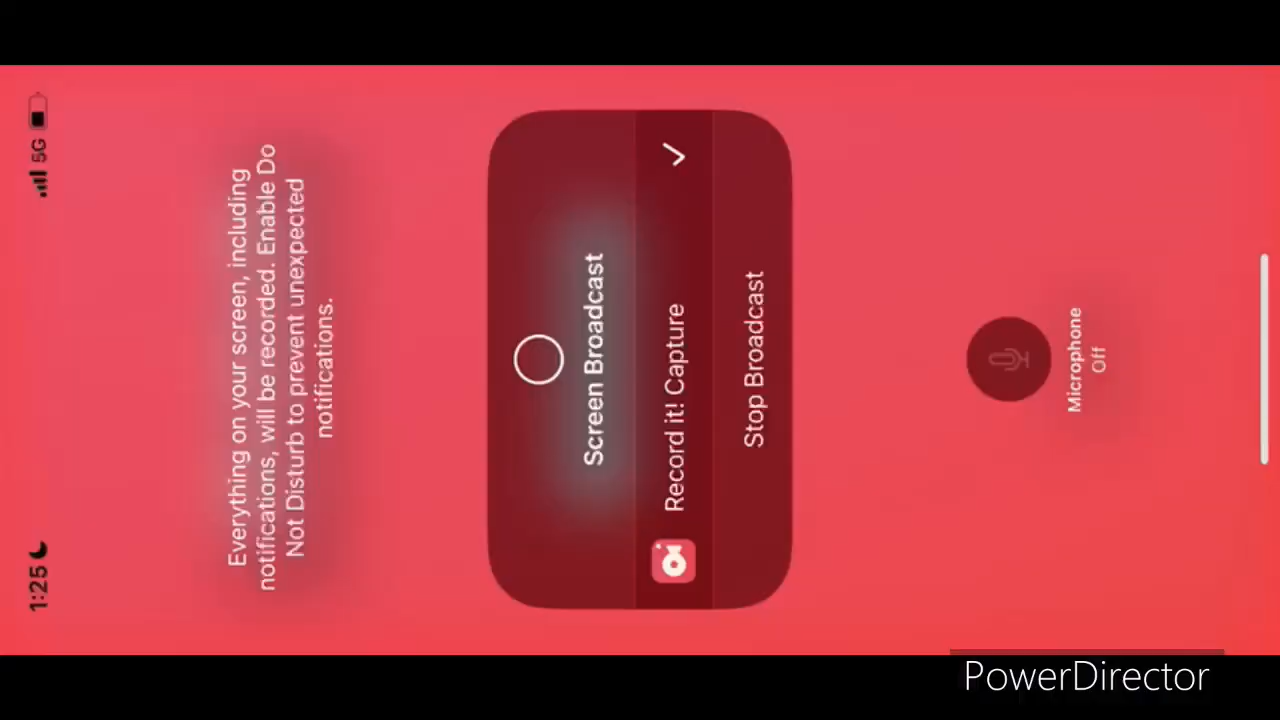 1:25
5G
Everything on your screen, including
notifications, will be recorded. Enable Do
Not Disturb to prevent unexpected
notifications.
Screen Broadcast
Record it! Capture
Stop Broadcast
Microphone
Off
PowerDirector